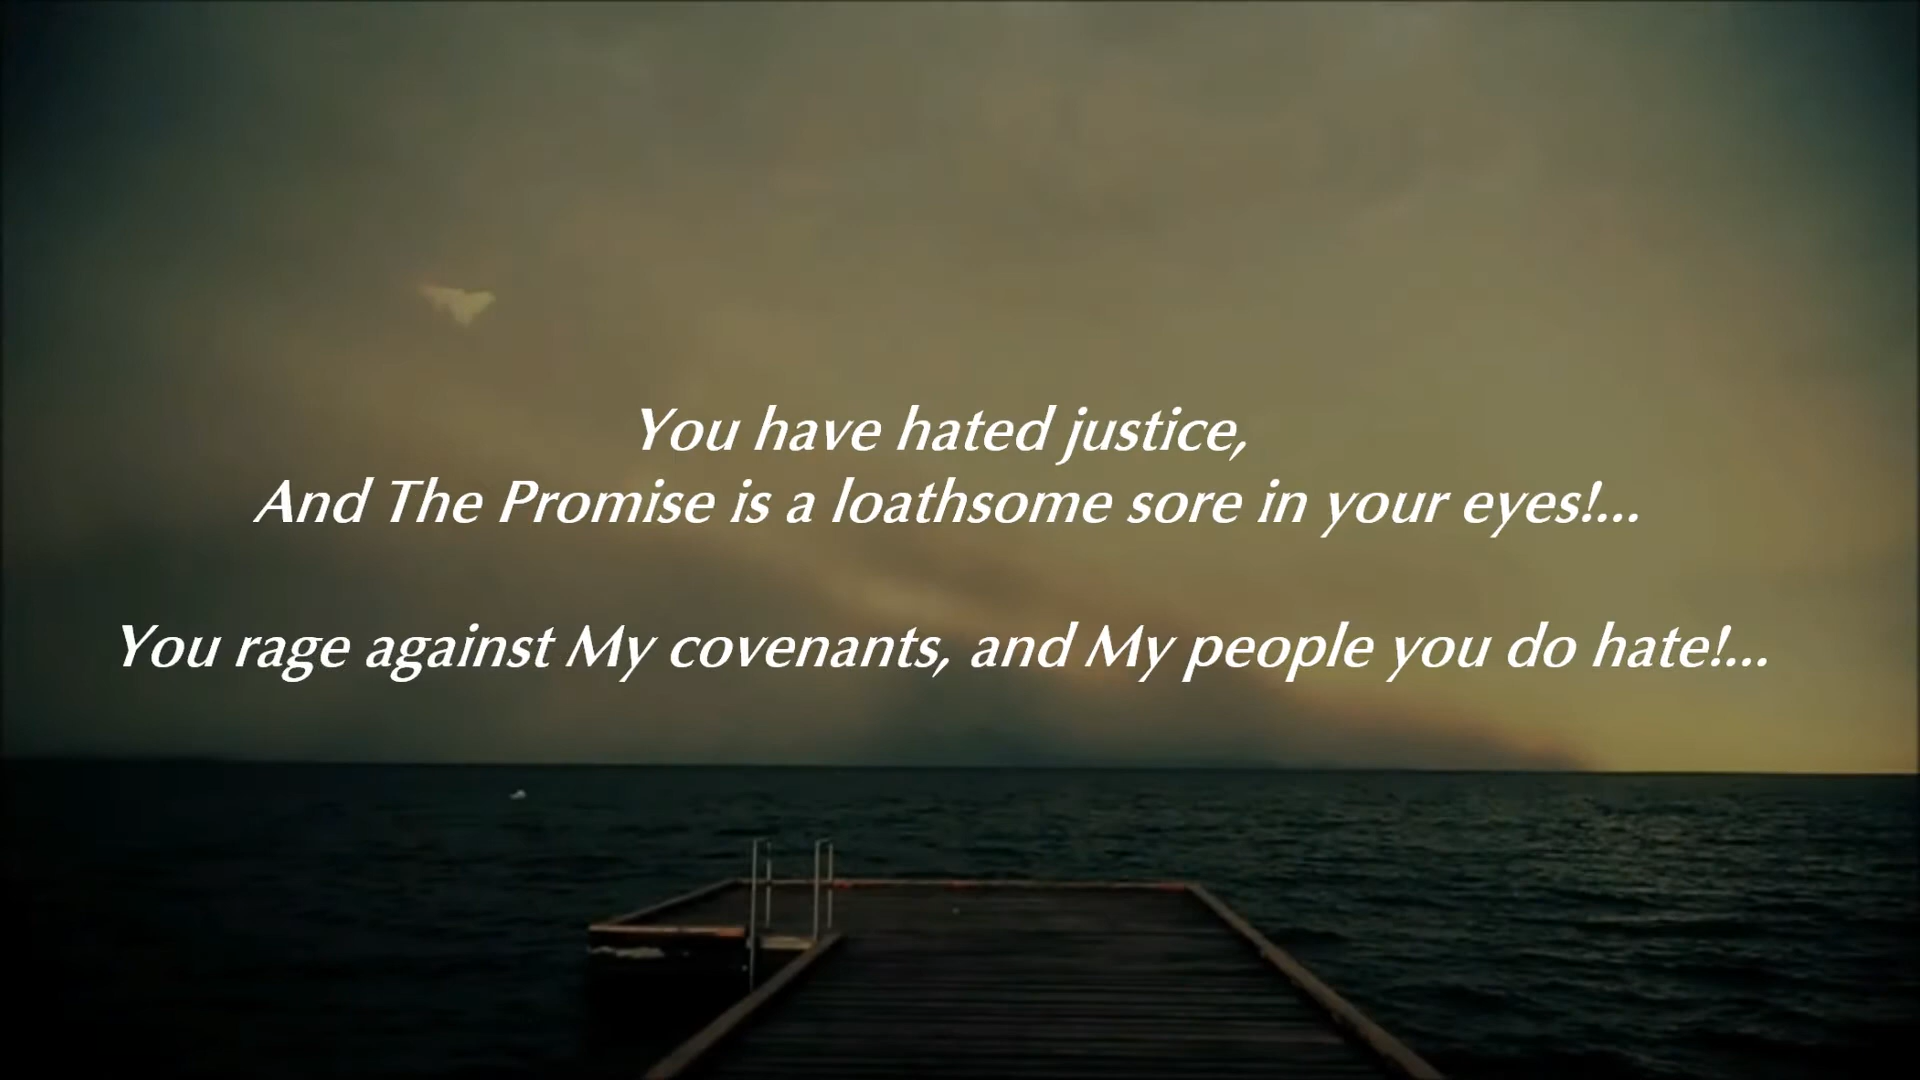 You have hated justice,
And The Promise is a loathsome sore in your eyes!...
You rage against My covenants, and My people you do hate!...